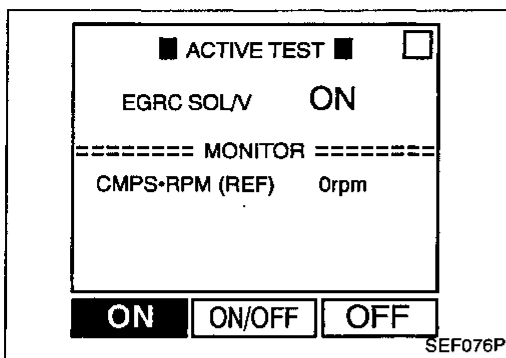 ■ ACTIVE TEST ■ □
EGRC SOL/V ON
======== MONITOR ========
CMPS•RPM (REF) 0rpm
ON ON/OFF OFF
SEF076P